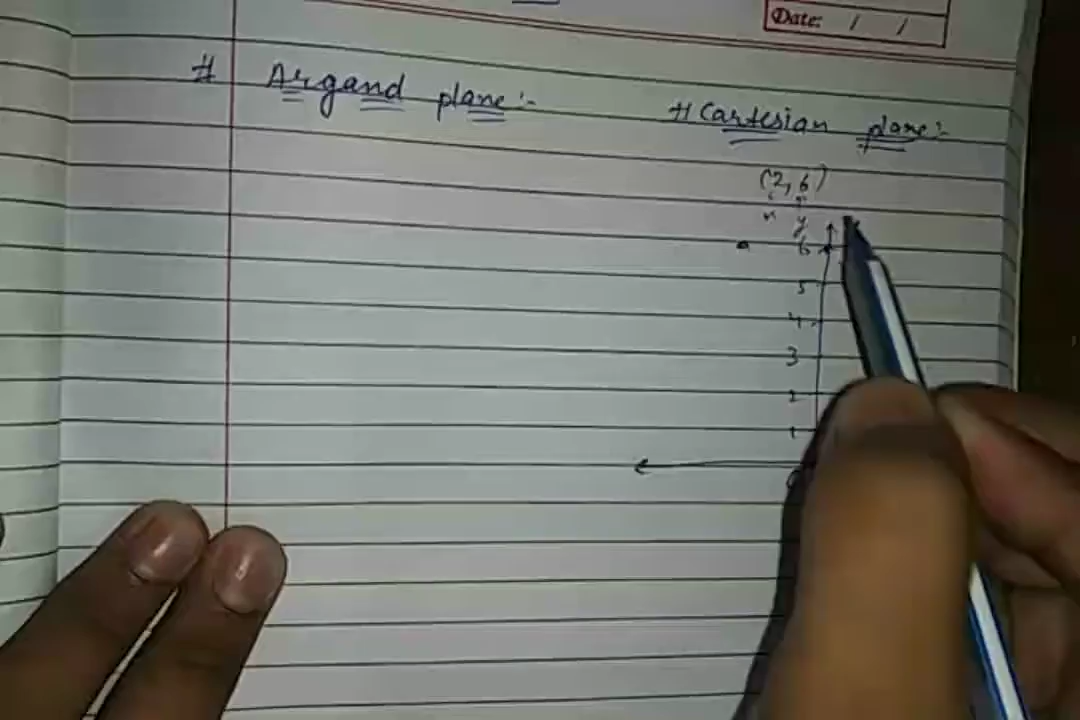 Date: / /
# Argand plane :-
# Cartesian plane :-
(2, 6)
x y
6
5
4
3
2
1